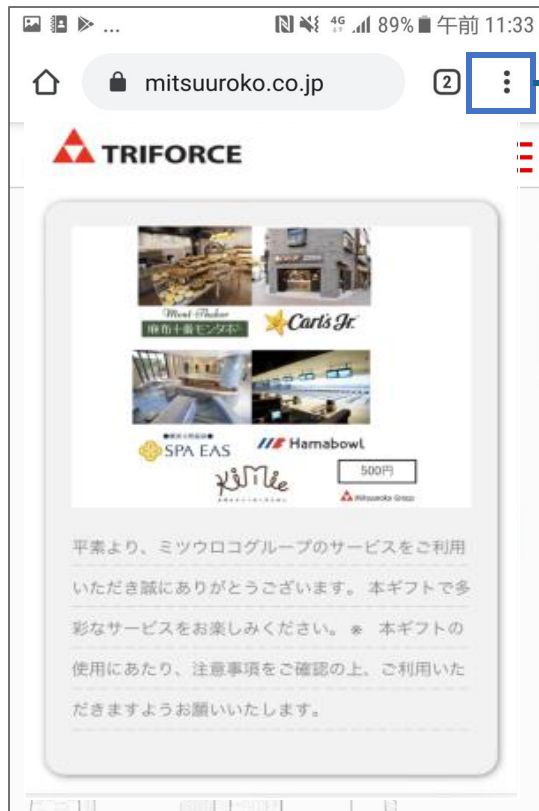 ... 4G 89% 午前 11:33
mitsuuroko.co.jp 2
TRIFORCE
Mont-Thabor
麻布十番モンタボー
Carl's Jr.
SPA EAS
Hamabowl
Kimie
500円
Mitsuuroko Group
平素より、ミツウロコグループのサービスをご利用
いただき誠にありがとうございます。 本ギフトで多
彩なサービスをお楽しみください。 ※ 本ギフトの
使用にあたり、注意事項をご確認の上、ご利用いた
だきますようお願いいたします。